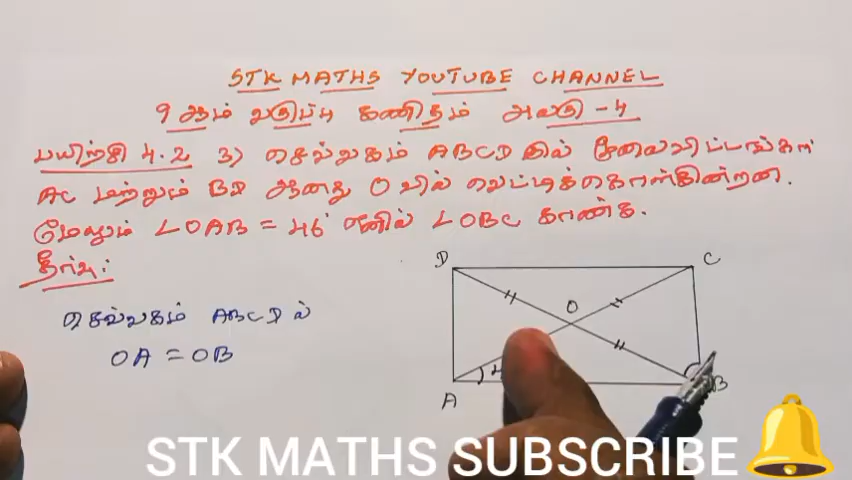 STK MATHS YOUTUBE CHANNEL
9 ஆம் வகுப்பு கணிதம் அலகு - 4
பயிற்சி 4.2 3) செவ்வகம் ABCD இல் மூலைவிட்டங்கள்
AC மற்றும் BD ஆனது O வில் வெட்டிக்கொள்கின்றன.
மேலும் ∠OAB = 46° எனில் ∠OBC காண்க.
தீர்வு:
D C
O
செவ்வகம் ABCD ல்
OA = OB
A B
STK MATHS SUBSCRIBE